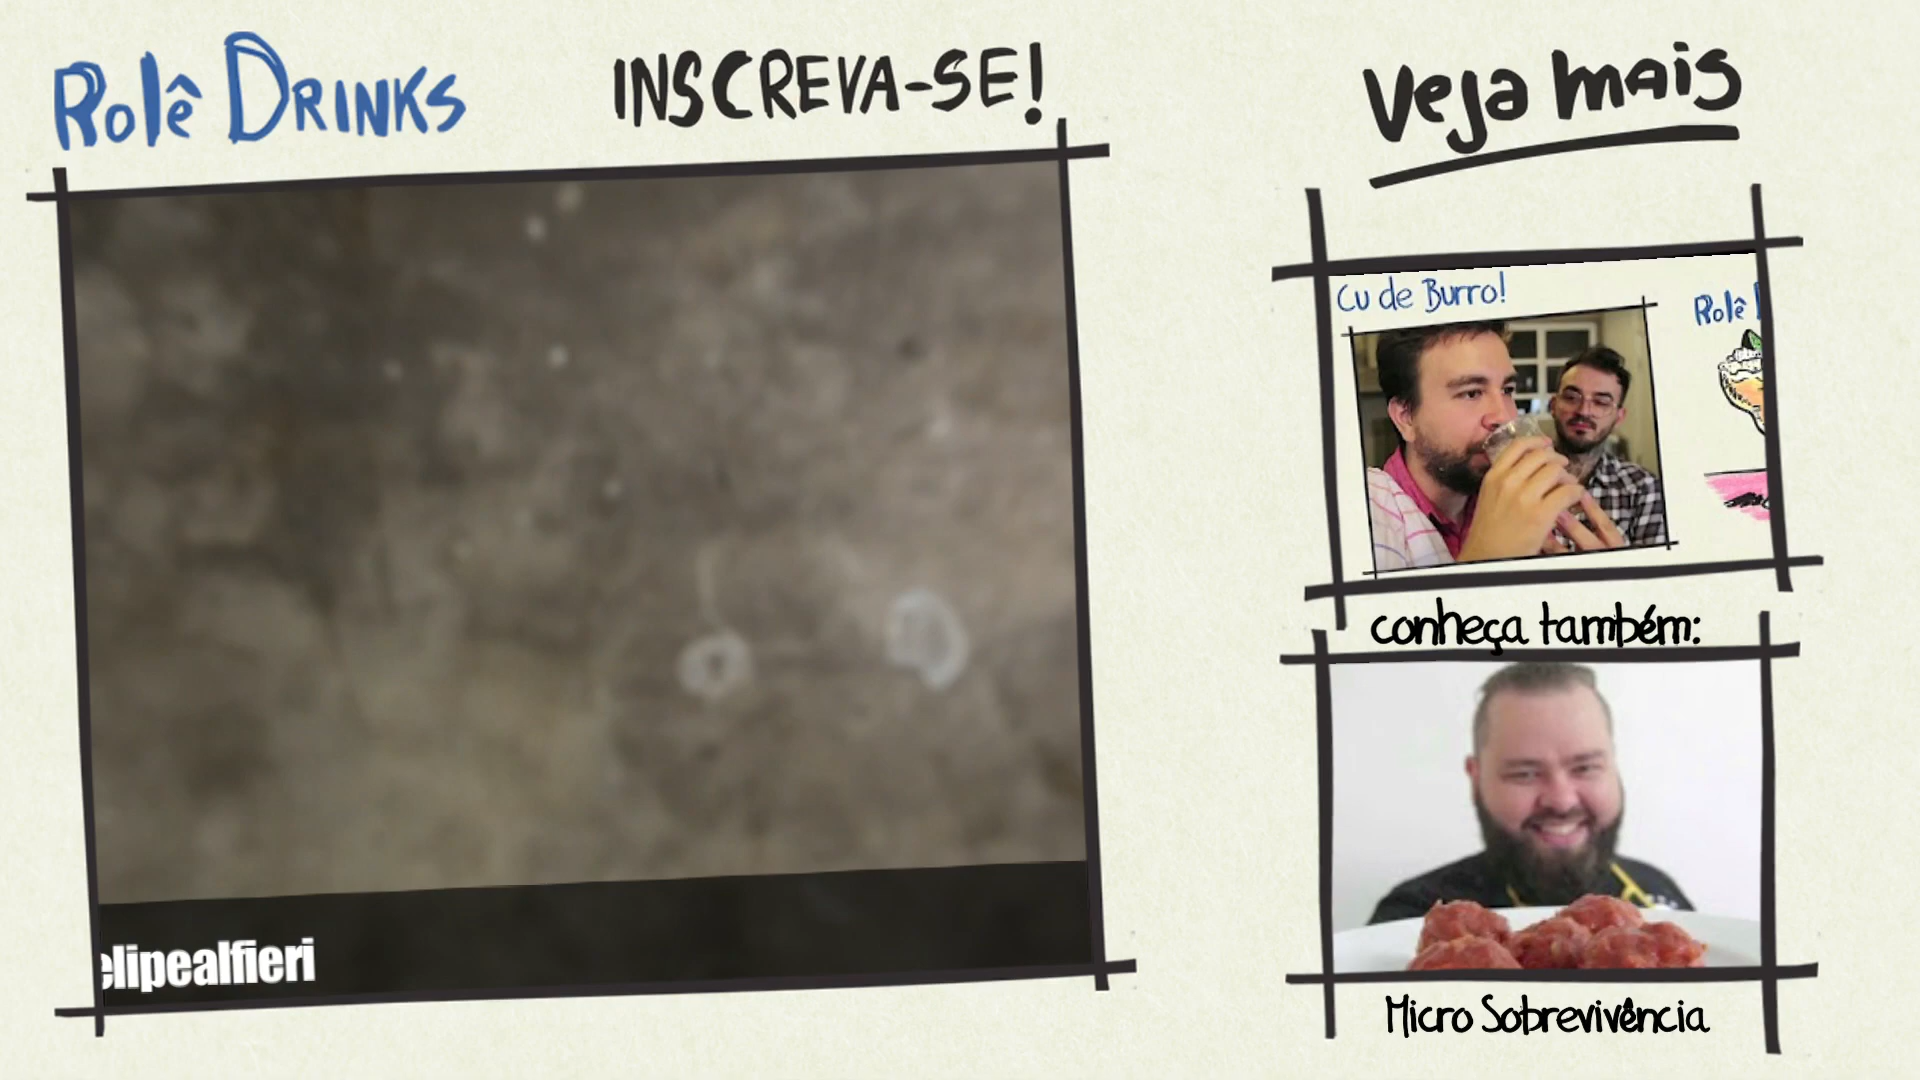 Rolê DRINKS
INSCREVA-SE!
elipealfieri
Veja mais
Cu de Burro!
Rolê
conheça também:
Micro Sobrevivência